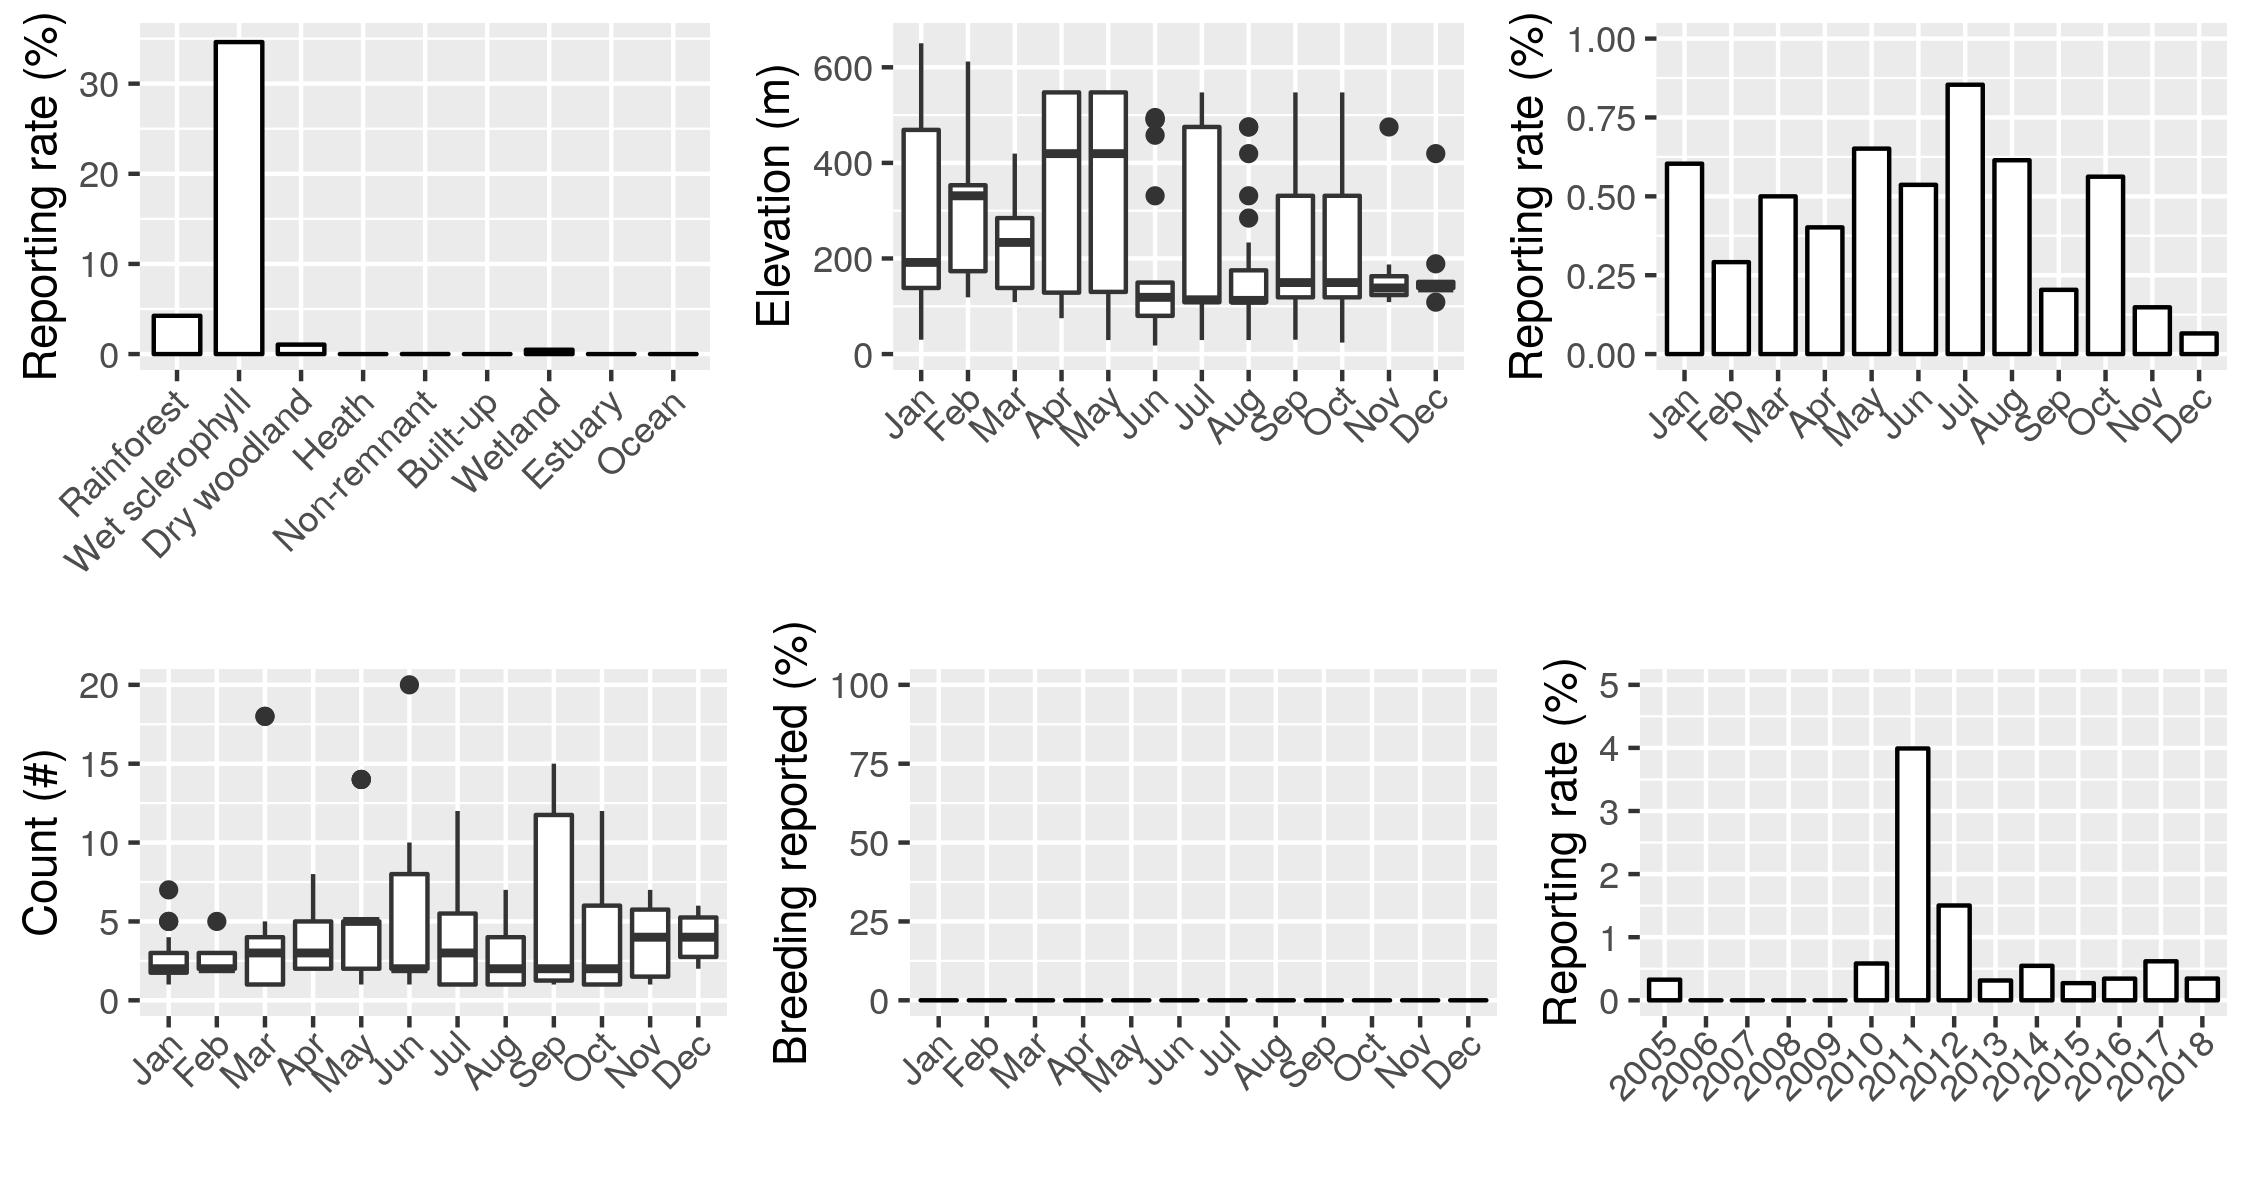 Reporting rate (%)
30
20
10
0
Rainforest
Wet sclerophyll
Dry woodland
Heath
Non-remnant
Built-up
Wetland
Estuary
Ocean
Elevation (m)
600
400
200
0
Jan
Feb
Mar
Apr
May
Jun
Jul
Aug
Sep
Oct
Nov
Dec
Reporting rate (%)
1.00
0.75
0.50
0.25
0.00
Jan
Feb
Mar
Apr
May
Jun
Jul
Aug
Sep
Oct
Nov
Dec
Count (#)
20
15
10
5
0
Jan
Feb
Mar
Apr
May
Jun
Jul
Aug
Sep
Oct
Nov
Dec
Breeding reported (%)
100
75
50
25
0
Jan
Feb
Mar
Apr
May
Jun
Jul
Aug
Sep
Oct
Nov
Dec
Reporting rate (%)
5
4
3
2
1
0
2005
2006
2007
2008
2009
2010
2011
2012
2013
2014
2015
2016
2017
2018